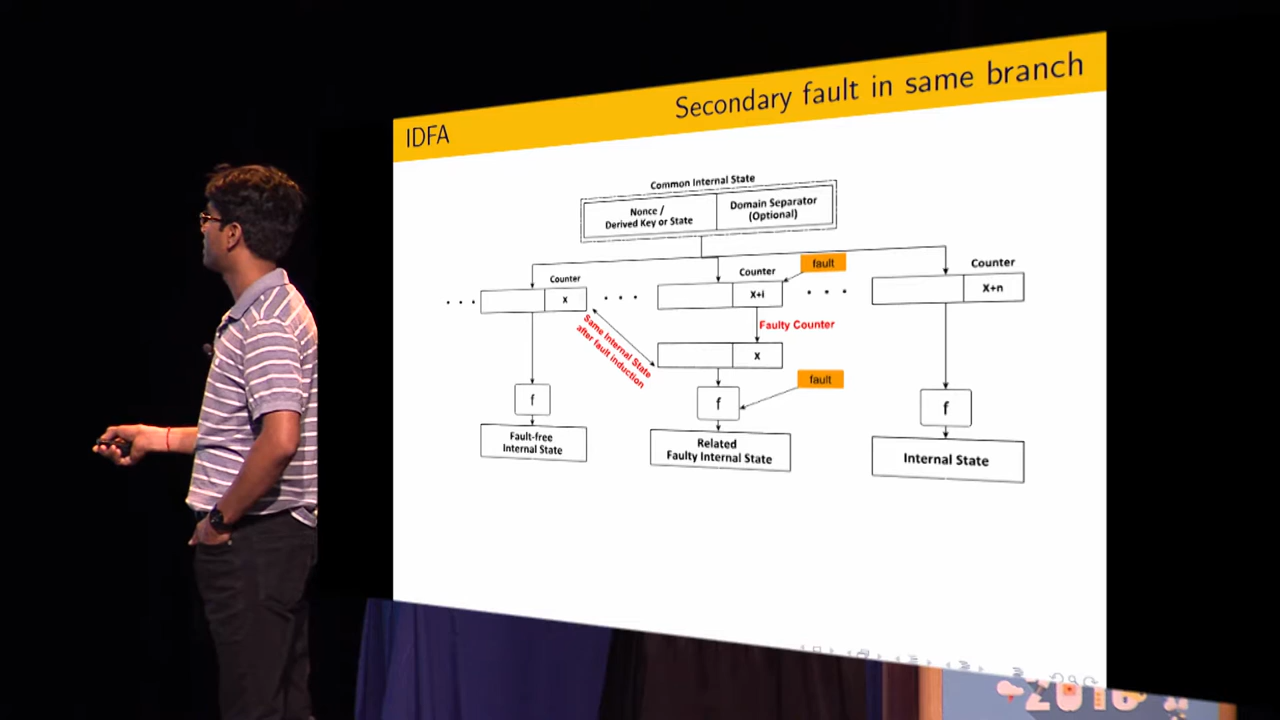 IDFA
Secondary fault in same branch
Common Internal State
Nonce /
Derived Key or State
Domain Separator
(Optional)
Counter
x
Counter
X+i
fault
Counter
X+n
Same Internal State
after fault induction
Faulty Counter
x
fault
f
f
f
Fault-free
Internal State
Related
Faulty Internal State
Internal State